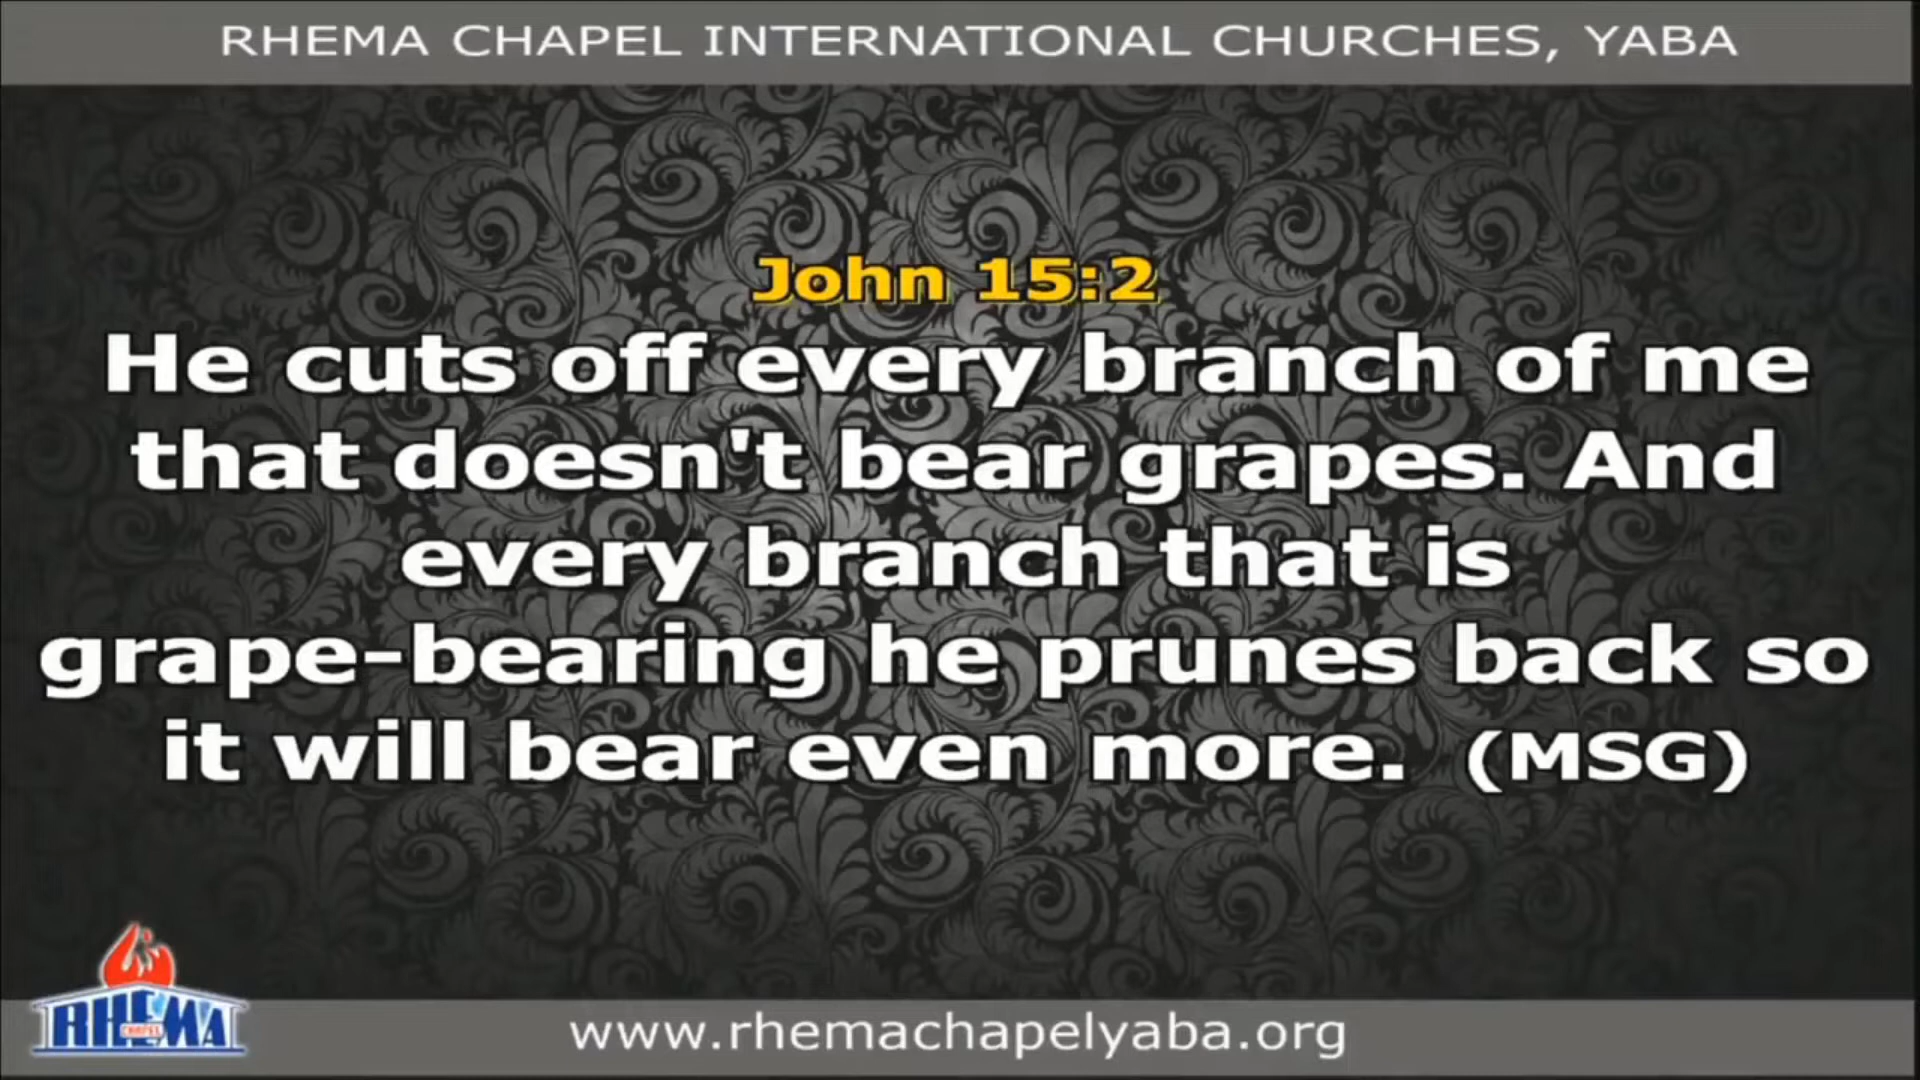 RHEMA CHAPEL INTERNATIONAL CHURCHES, YABA
John 15:2
He cuts off every branch of me
that doesn't bear grapes. And
every branch that is
grape-bearing he prunes back so
it will bear even more. (MSG)
RHEMA
CHAPEL
www.rhemachapelyaba.org